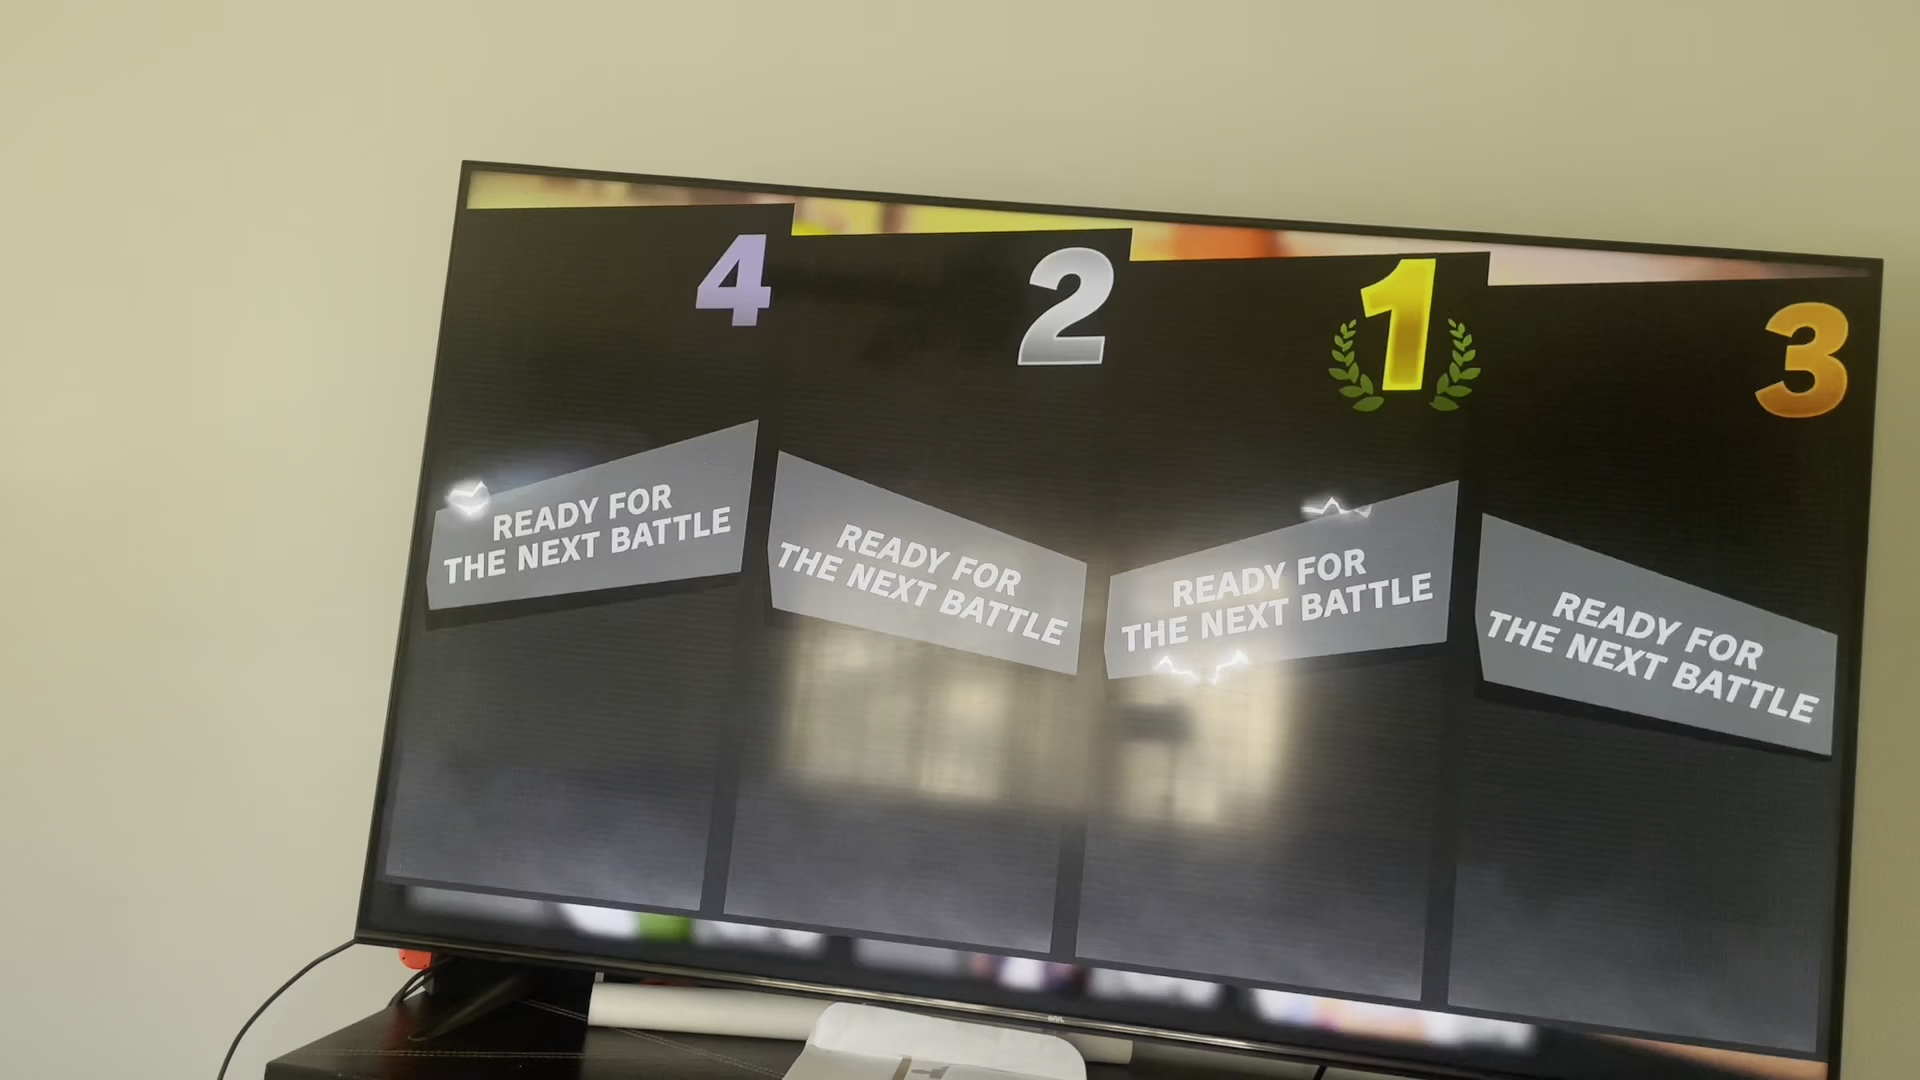 4
2
1
3
READY FOR
THE NEXT BATTLE
READY FOR
THE NEXT BATTLE
READY FOR
THE NEXT BATTLE
READY FOR
THE NEXT BATTLE